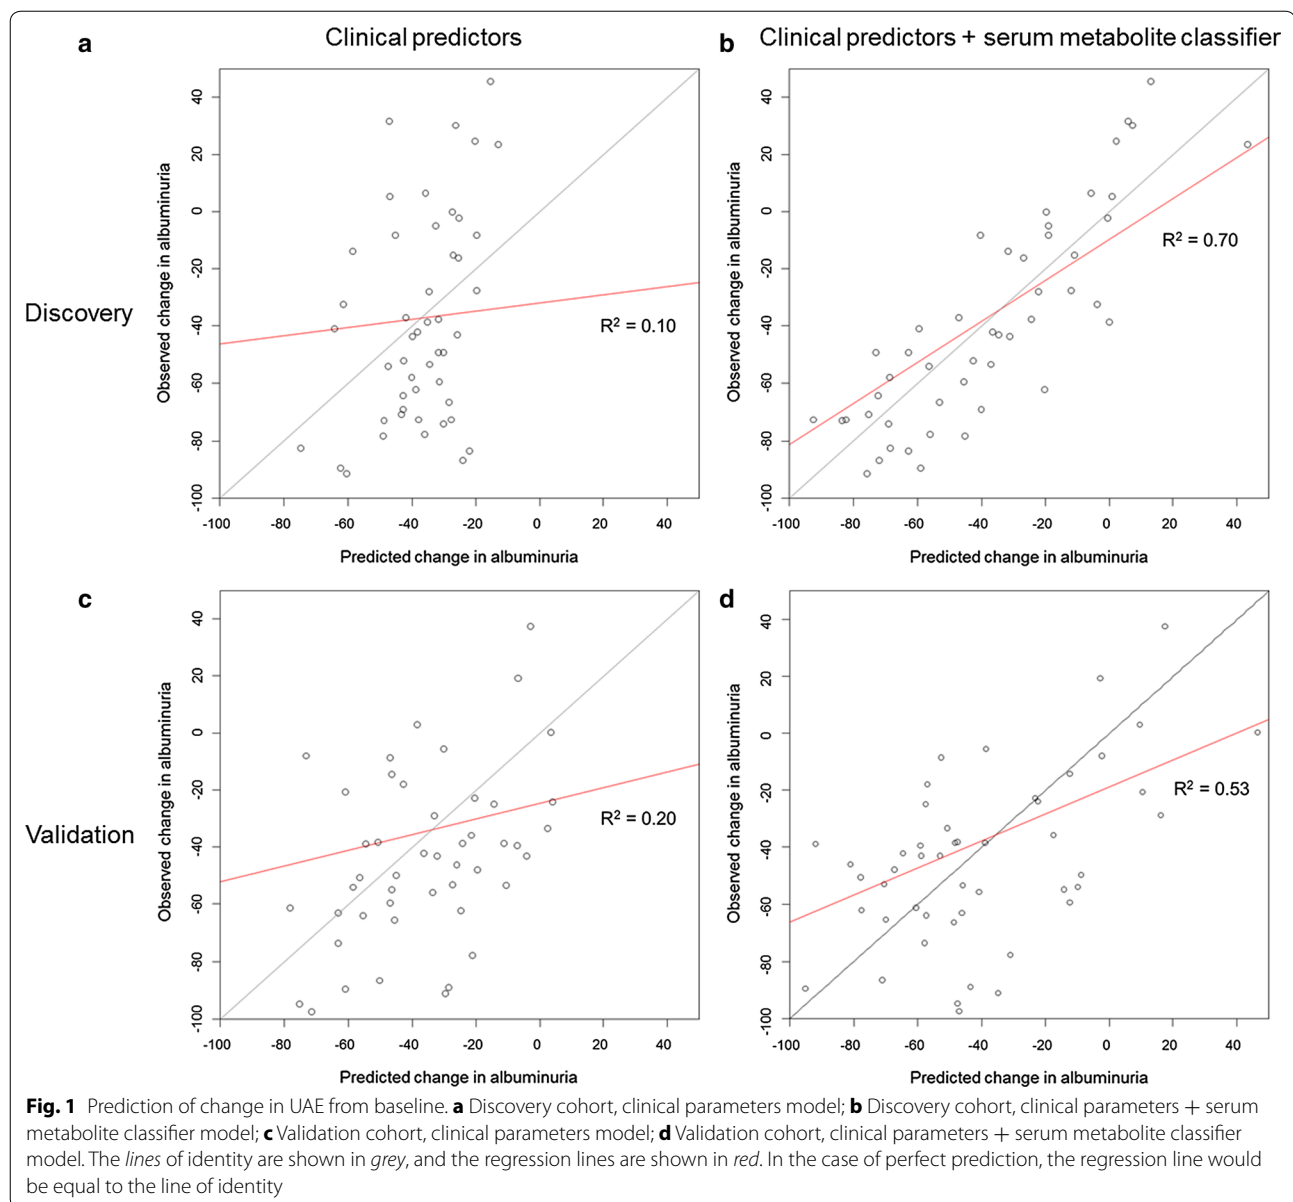 a
Clinical predictors
b
Clinical predictors + serum metabolite classifier
Discovery
Observed change in albuminuria
40
20
0
-20
-40
-60
-80
-100
R² = 0.10
-100 -80 -60 -40 -20 0 20 40
Predicted change in albuminuria
Observed change in albuminuria
40
20
0
-20
-40
-60
-80
-100
R² = 0.70
-100 -80 -60 -40 -20 0 20 40
Predicted change in albuminuria
c
d
Validation
Observed change in albuminuria
40
20
0
-20
-40
-60
-80
-100
R² = 0.20
-100 -80 -60 -40 -20 0 20 40
Predicted change in albuminuria
Observed change in albuminuria
40
20
0
-20
-40
-60
-80
-100
R² = 0.53
-100 -80 -60 -40 -20 0 20 40
Predicted change in albuminuria
Fig. 1 Prediction of change in UAE from baseline. a Discovery cohort, clinical parameters model; b Discovery cohort, clinical parameters + serum
metabolite classifier model; c Validation cohort, clinical parameters model; d Validation cohort, clinical parameters + serum metabolite classifier
model. The lines of identity are shown in grey, and the regression lines are shown in red. In the case of perfect prediction, the regression line would
be equal to the line of identity